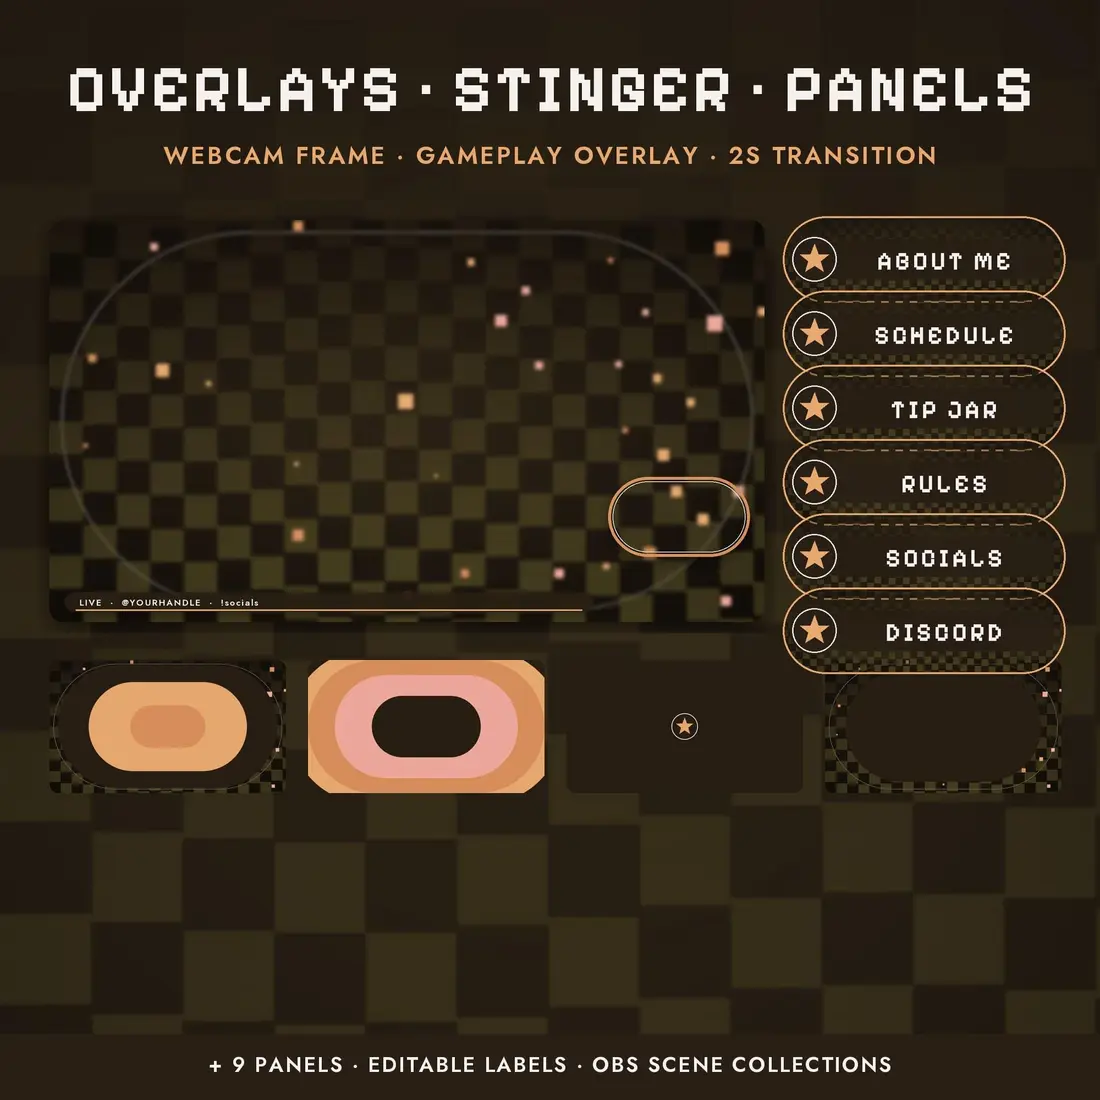 OVERLAYS · STINGER · PANELS
WEBCAM FRAME · GAMEPLAY OVERLAY · 2S TRANSITION
ABOUT ME
SCHEDULE
TIP JAR
RULES
SOCIALS
DISCORD
LIVE · @YOURHANDLE · !socials
+ 9 PANELS · EDITABLE LABELS · OBS SCENE COLLECTIONS